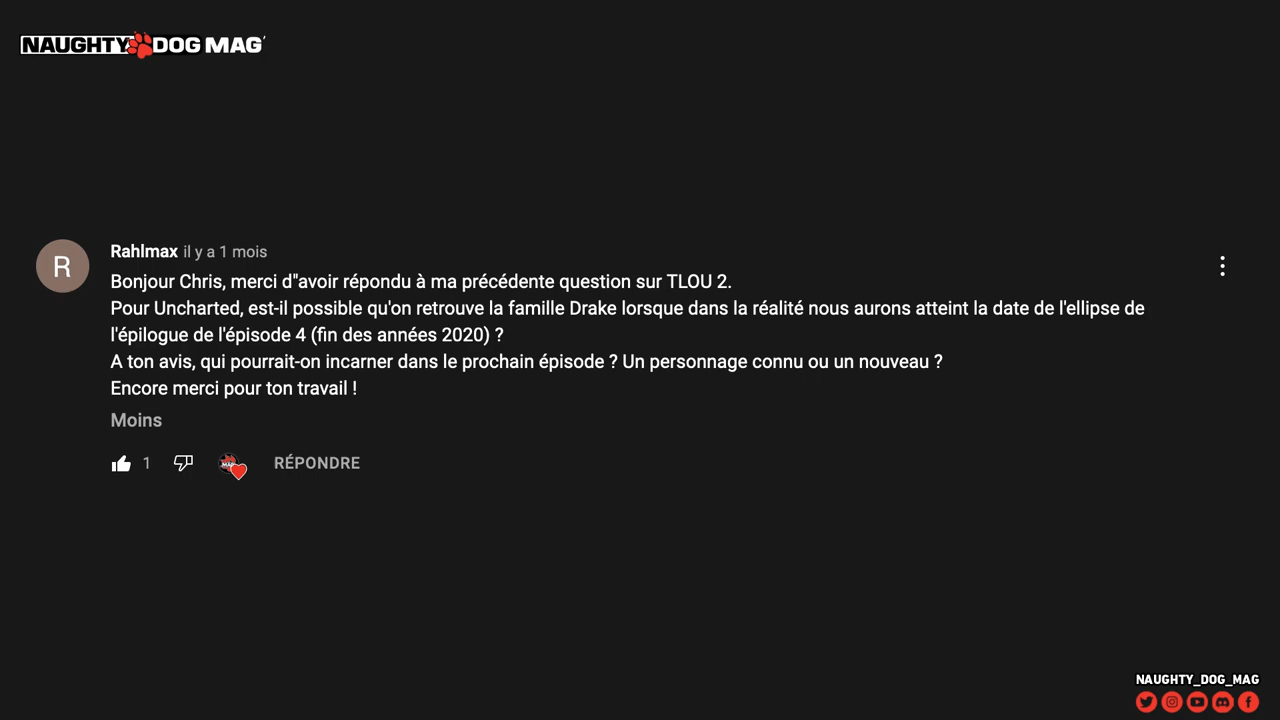 NAUGHTY DOG MAG'
Rahlmax il y a 1 mois
R
Bonjour Chris, merci d"avoir répondu à ma précédente question sur TLOU 2.
Pour Uncharted, est-il possible qu'on retrouve la famille Drake lorsque dans la réalité nous aurons atteint la date de l'ellipse de
l'épilogue de l'épisode 4 (fin des années 2020) ?
A ton avis, qui pourrait-on incarner dans le prochain épisode ? Un personnage connu ou un nouveau ?
Encore merci pour ton travail !
Moins
1 RÉPONDRE
NAUGHTY_DOG_MAG